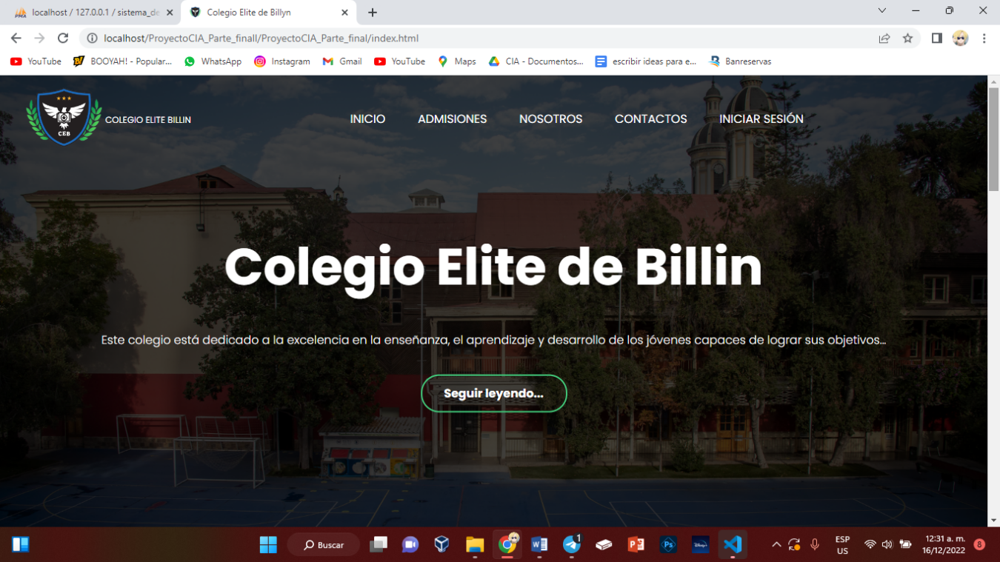 localhost / 127.0.0.1 / sistema_de
Colegio Elite de Billyn
localhost/ProyectoCIA_Parte_finall/ProyectoCIA_Parte_final/index.html
YouTube
BOOYAH! - Popular...
WhatsApp
Instagram
Gmail
YouTube
Maps
CIA - Documentos...
escribir ideas para e...
Banreservas
CEB
COLEGIO ELITE BILLIN
INICIO
ADMISIONES
NOSOTROS
CONTACTOS
INICIAR SESIÓN
Colegio Elite de Billin
Este colegio está dedicado a la excelencia en la enseñanza, el aprendizaje y desarrollo de los jóvenes capaces de lograr sus objetivos...
Seguir leyendo...
Buscar
1
ESP
US
12:31 a. m.
16/12/2022
8